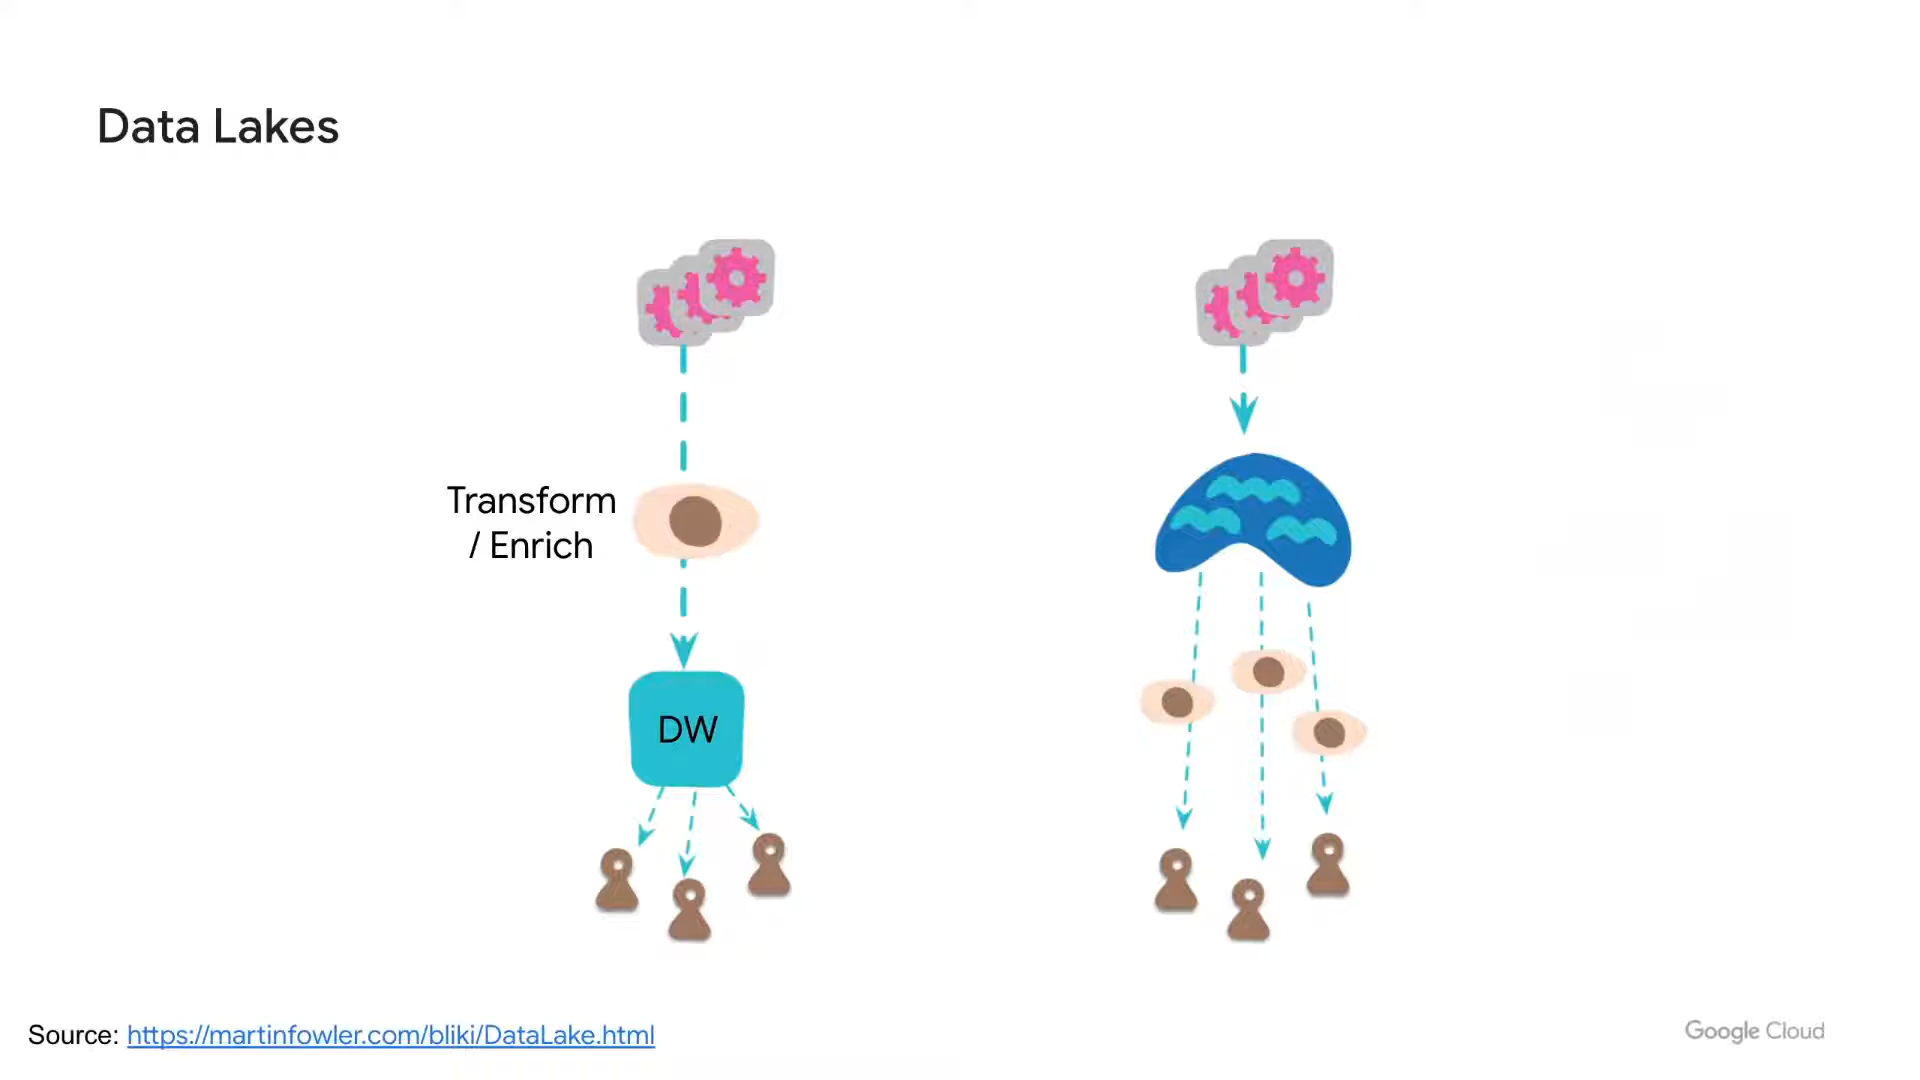 Data Lakes
Transform
/ Enrich
DW
Source: https://martinfowler.com/bliki/DataLake.html
Google Cloud